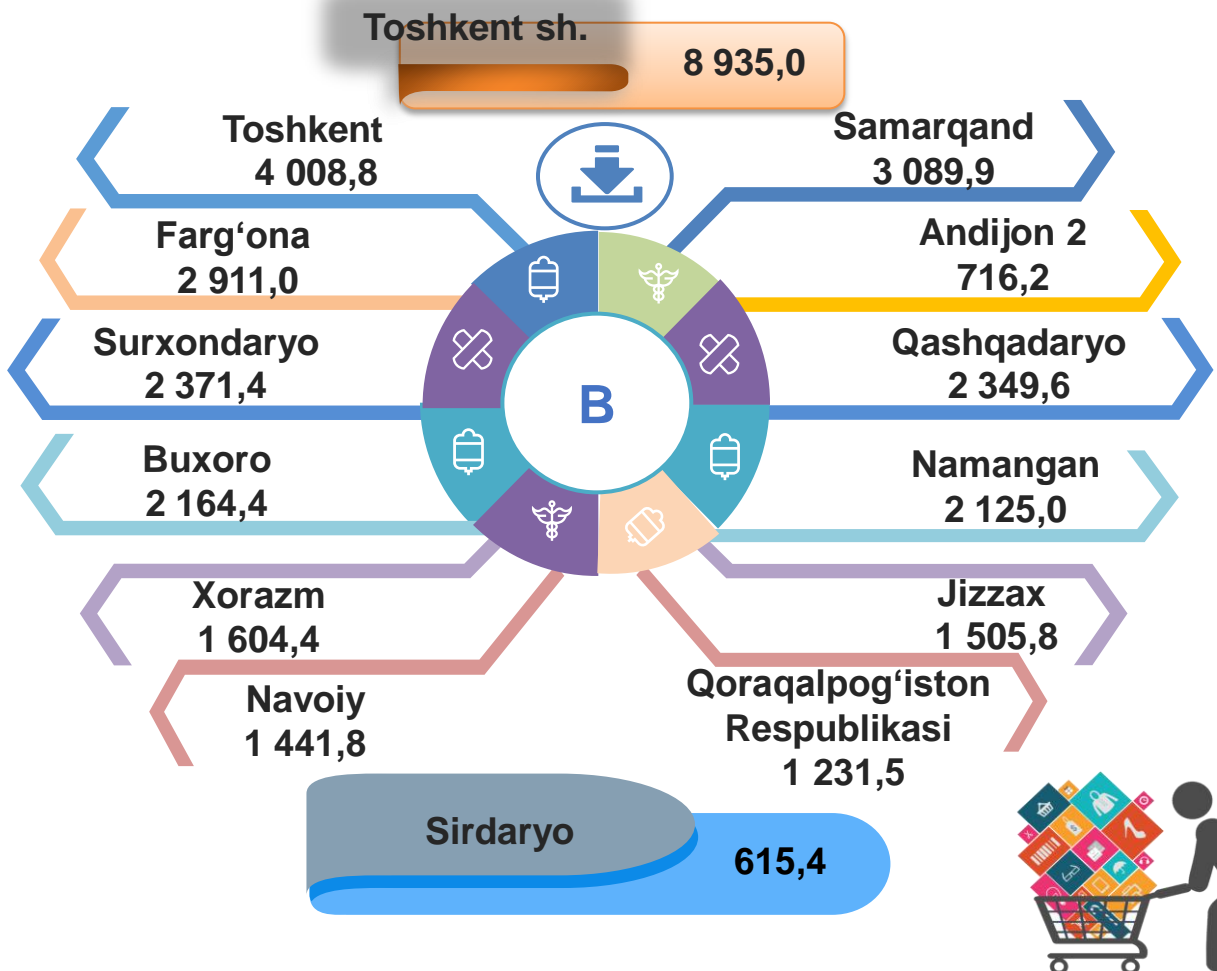 Toshkent sh.
8 935,0
Toshkent
4 008,8
Samarqand
3 089,9
Farg‘ona
2 911,0
Andijon 2
716,2
Surxondaryo
2 371,4
Qashqadaryo
2 349,6
B
Buxoro
2 164,4
Namangan
2 125,0
Xorazm
1 604,4
Jizzax
1 505,8
Navoiy
1 441,8
Qoraqalpog‘iston
Respublikasi
1 231,5
Sirdaryo
615,4